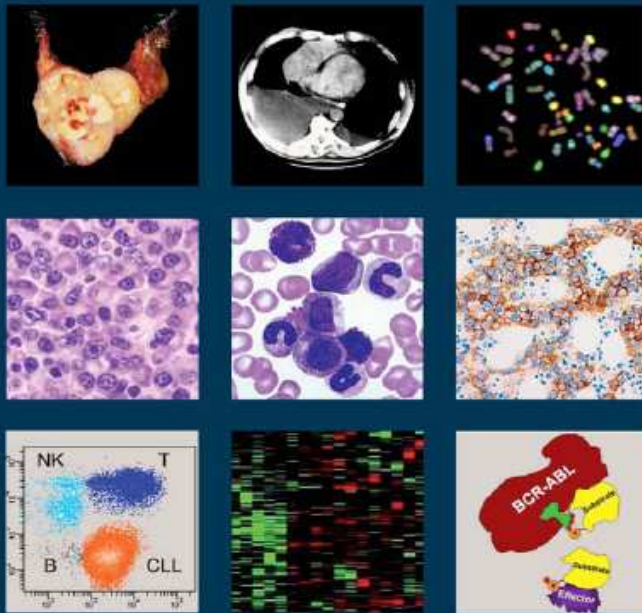 NK T
B CLL
BCR-ABL
Substrate
Substrate
Effector